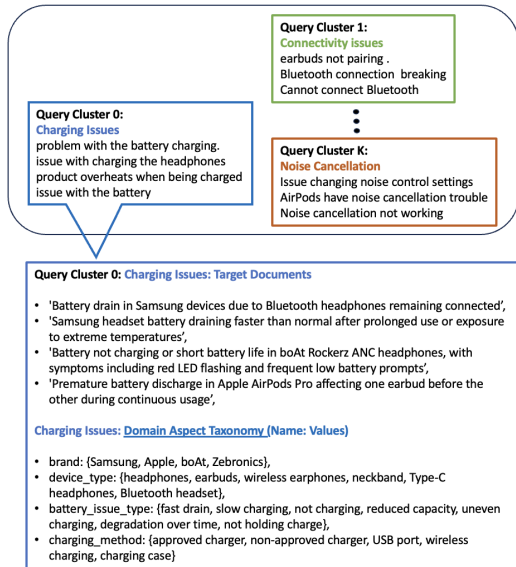 Query Cluster 1:
Connectivity issues
earbuds not pairing .
Bluetooth connection breaking
Cannot connect Bluetooth
Query Cluster 0:
Charging Issues
problem with the battery charging.
issue with charging the headphones
product overheats when being charged
issue with the battery
Query Cluster K:
Noise Cancellation
Issue changing noise control settings
AirPods have noise cancellation trouble
Noise cancellation not working
Query Cluster 0: Charging Issues: Target Documents
• 'Battery drain in Samsung devices due to Bluetooth headphones remaining connected',
• 'Samsung headset battery draining faster than normal after prolonged use or exposure
to extreme temperatures',
• 'Battery not charging or short battery life in boAt Rockerz ANC headphones, with
symptoms including red LED flashing and frequent low battery prompts',
• 'Premature battery discharge in Apple AirPods Pro affecting one earbud before the
other during continuous usage',
Charging Issues: Domain Aspect Taxonomy (Name: Values)
• brand: {Samsung, Apple, boAt, Zebronics},
• device_type: {headphones, earbuds, wireless earphones, neckband, Type-C
headphones, Bluetooth headset},
• battery_issue_type: {fast drain, slow charging, not charging, reduced capacity, uneven
charging, degradation over time, not holding charge},
• charging_method: {approved charger, non-approved charger, USB port, wireless
charging, charging case}